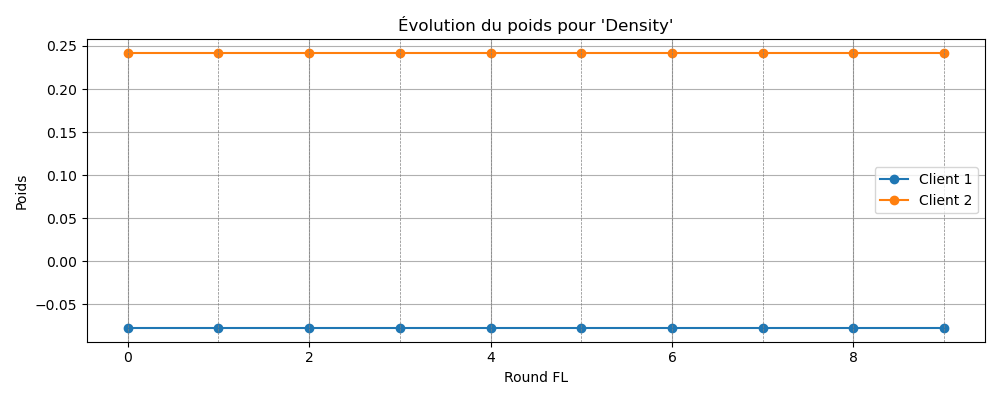 Évolution du poids pour 'Density'
0.25
0.20
0.15
0.10
0.05
0.00
−0.05
Poids
Client 1
Client 2
0 2 4 6 8
Round FL